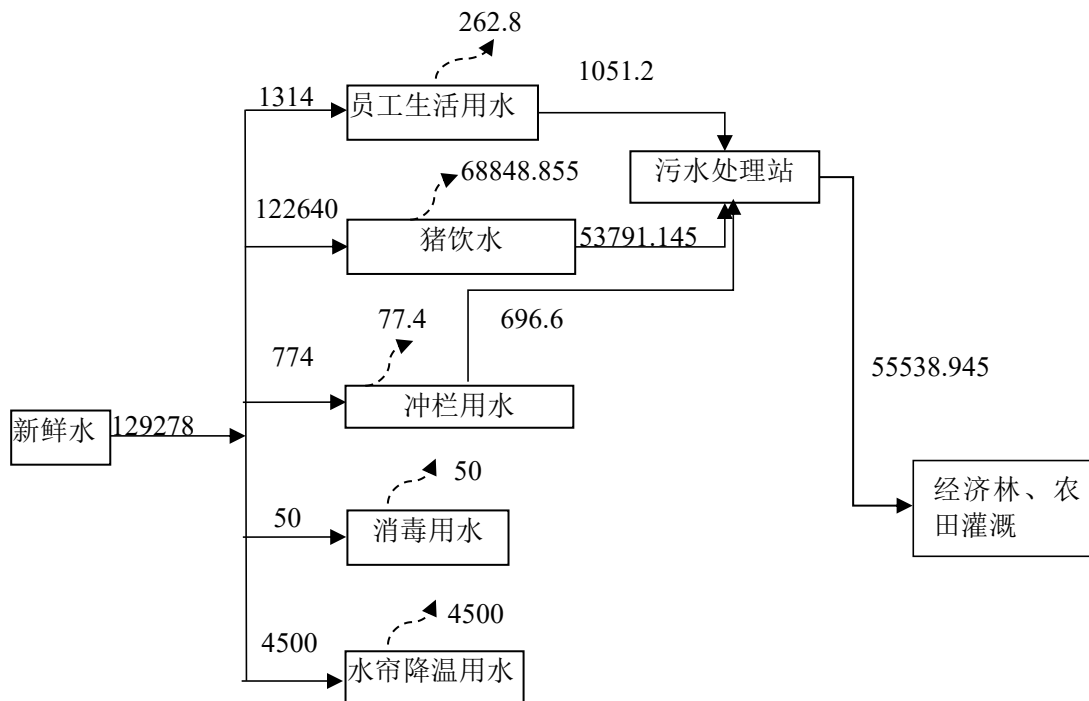 262.8
1051.2
1314
员工生活用水
68848.855
污水处理站
122640
猪饮水
53791.145
77.4
696.6
774
55538.945
冲栏用水
新鲜水
129278
50
50
消毒用水
经济林、农
田灌溉
4500
4500
水帘降温用水